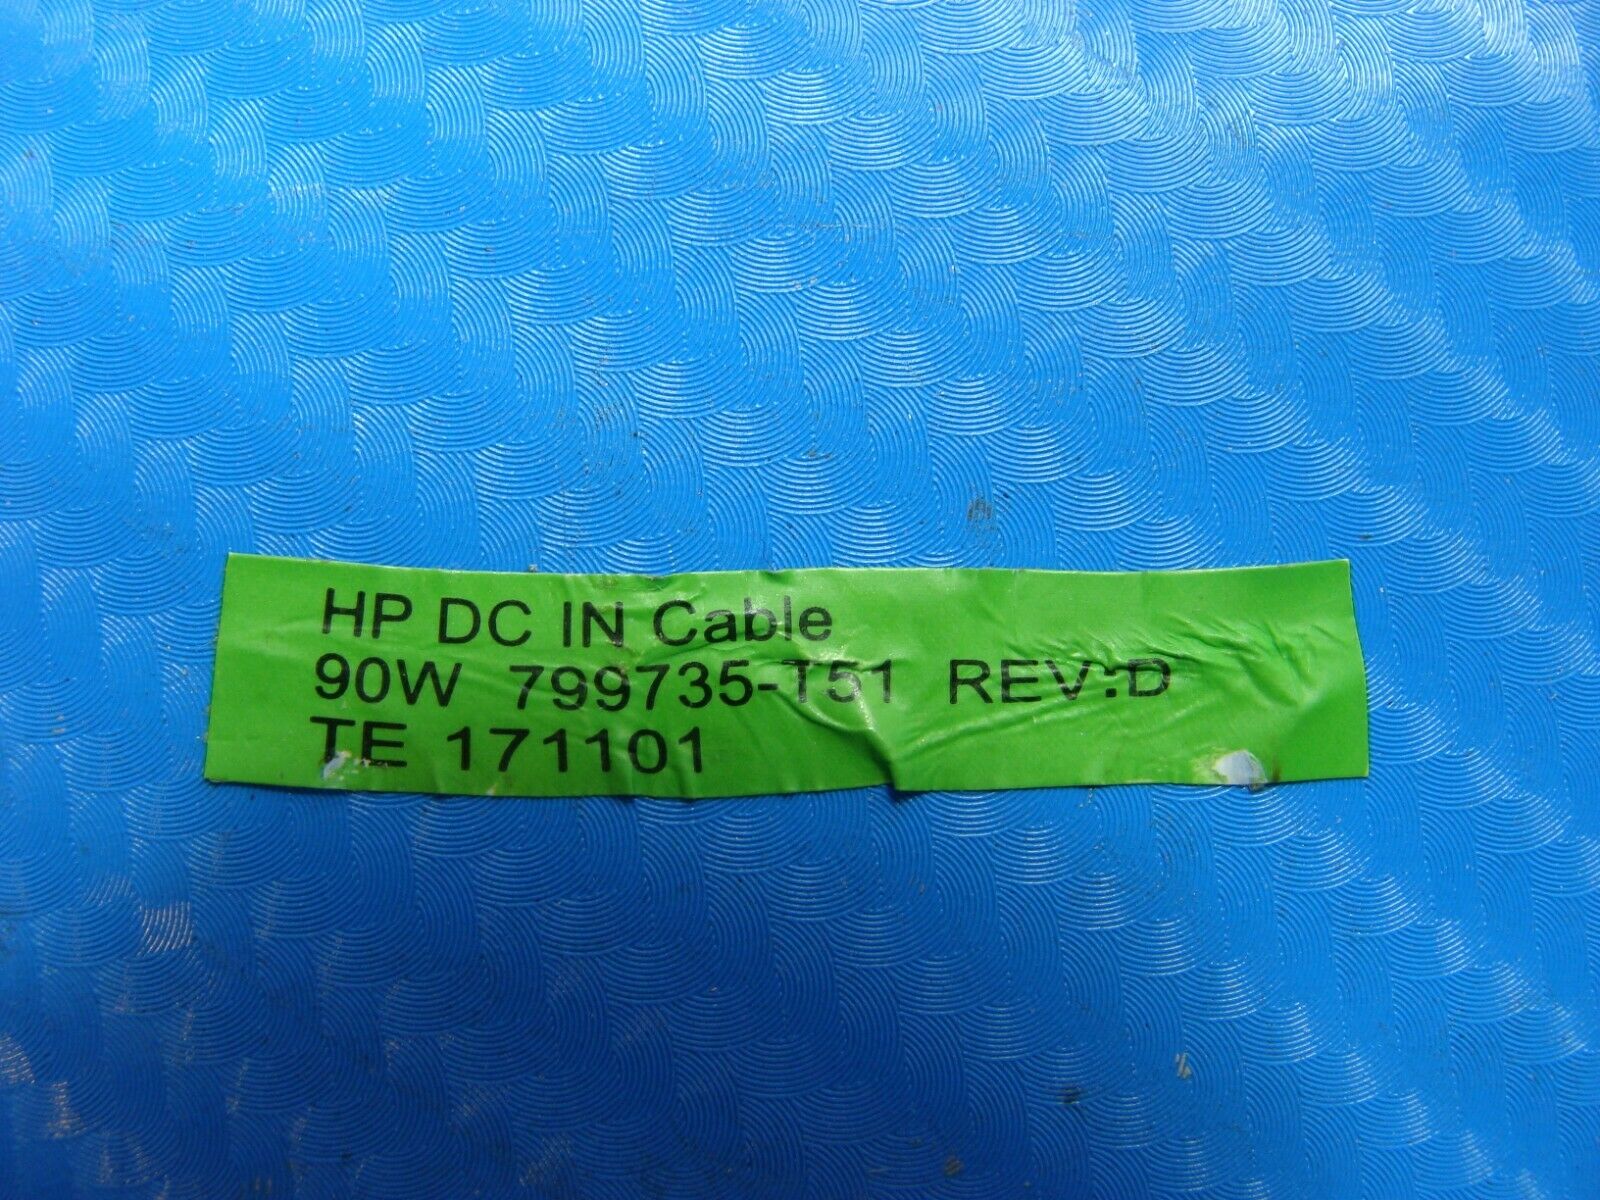 HP DC IN Cable
90W 799735-T51 REV:D
TE 171101